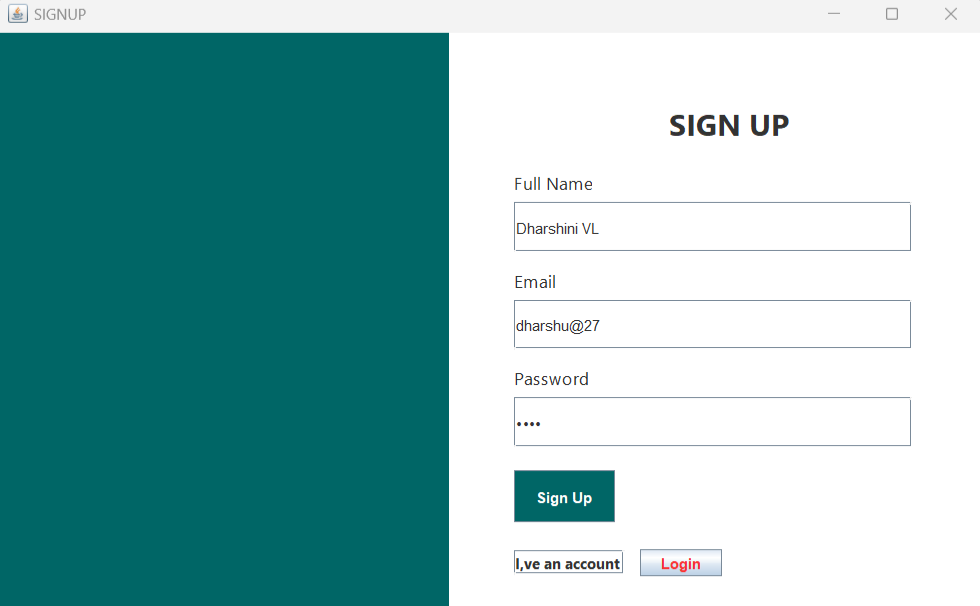 SIGNUP
SIGN UP
Full Name
Dharshini VL
Email
dharshu@27
Password
••••
Sign Up
I,ve an account Login